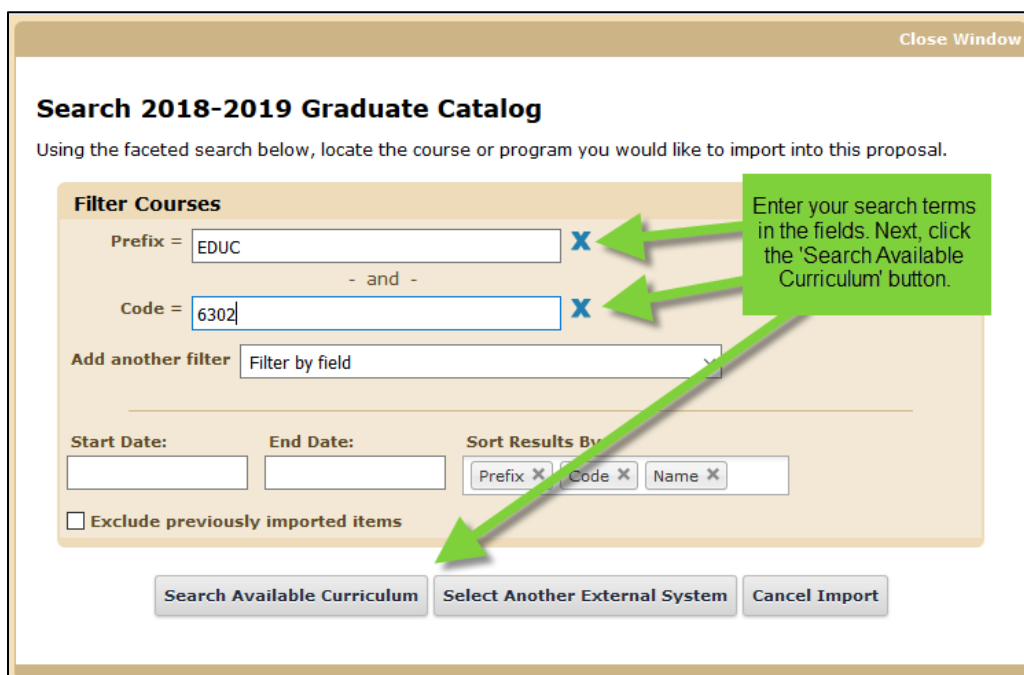 Close Window
Search 2018-2019 Graduate Catalog
Using the faceted search below, locate the course or program you would like to import into this proposal.
Filter Courses
Enter your search terms
in the fields. Next, click
the 'Search Available
Curriculum' button.
Prefix = EDUC X
- and -
Code = 6302 X
Add another filter Filter by field
Start Date: End Date: Sort Results By
Prefix × Code × Name ×
Exclude previously imported items
Search Available Curriculum Select Another External System Cancel Import